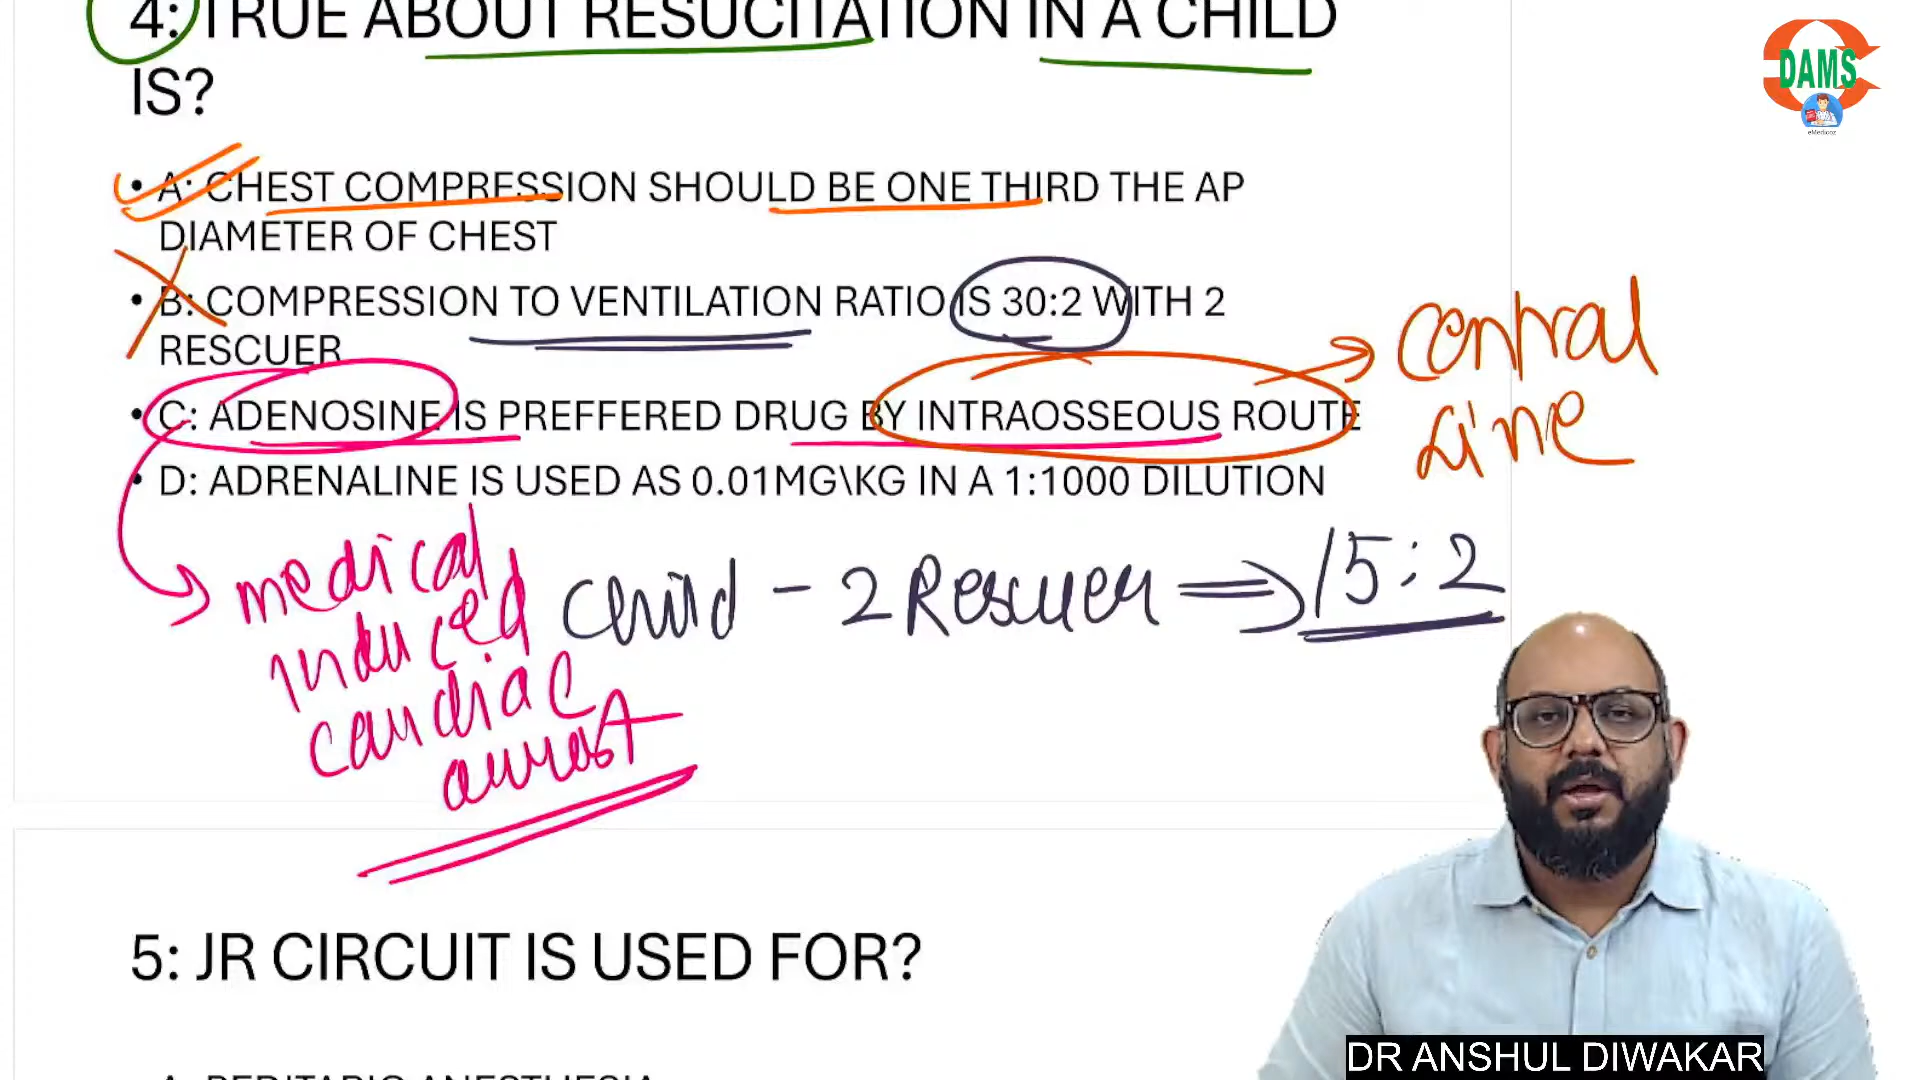 4: TRUE ABOUT RESUCITATION IN A CHILD
IS?
DAMS
eMedicoz
• A: CHEST COMPRESSION SHOULD BE ONE THIRD THE AP
DIAMETER OF CHEST
• B: COMPRESSION TO VENTILATION RATIO IS 30:2 WITH 2
RESCUER
central
line
• C: ADENOSINE IS PREFFERED DRUG BY INTRAOSSEOUS ROUTE
• D: ADRENALINE IS USED AS 0.01MG\KG IN A 1:1000 DILUTION
medical
induced
cardiac
arrest
Child - 2 Rescuer ⇒ 15:2
5: JR CIRCUIT IS USED FOR?
DR ANSHUL DIWAKAR